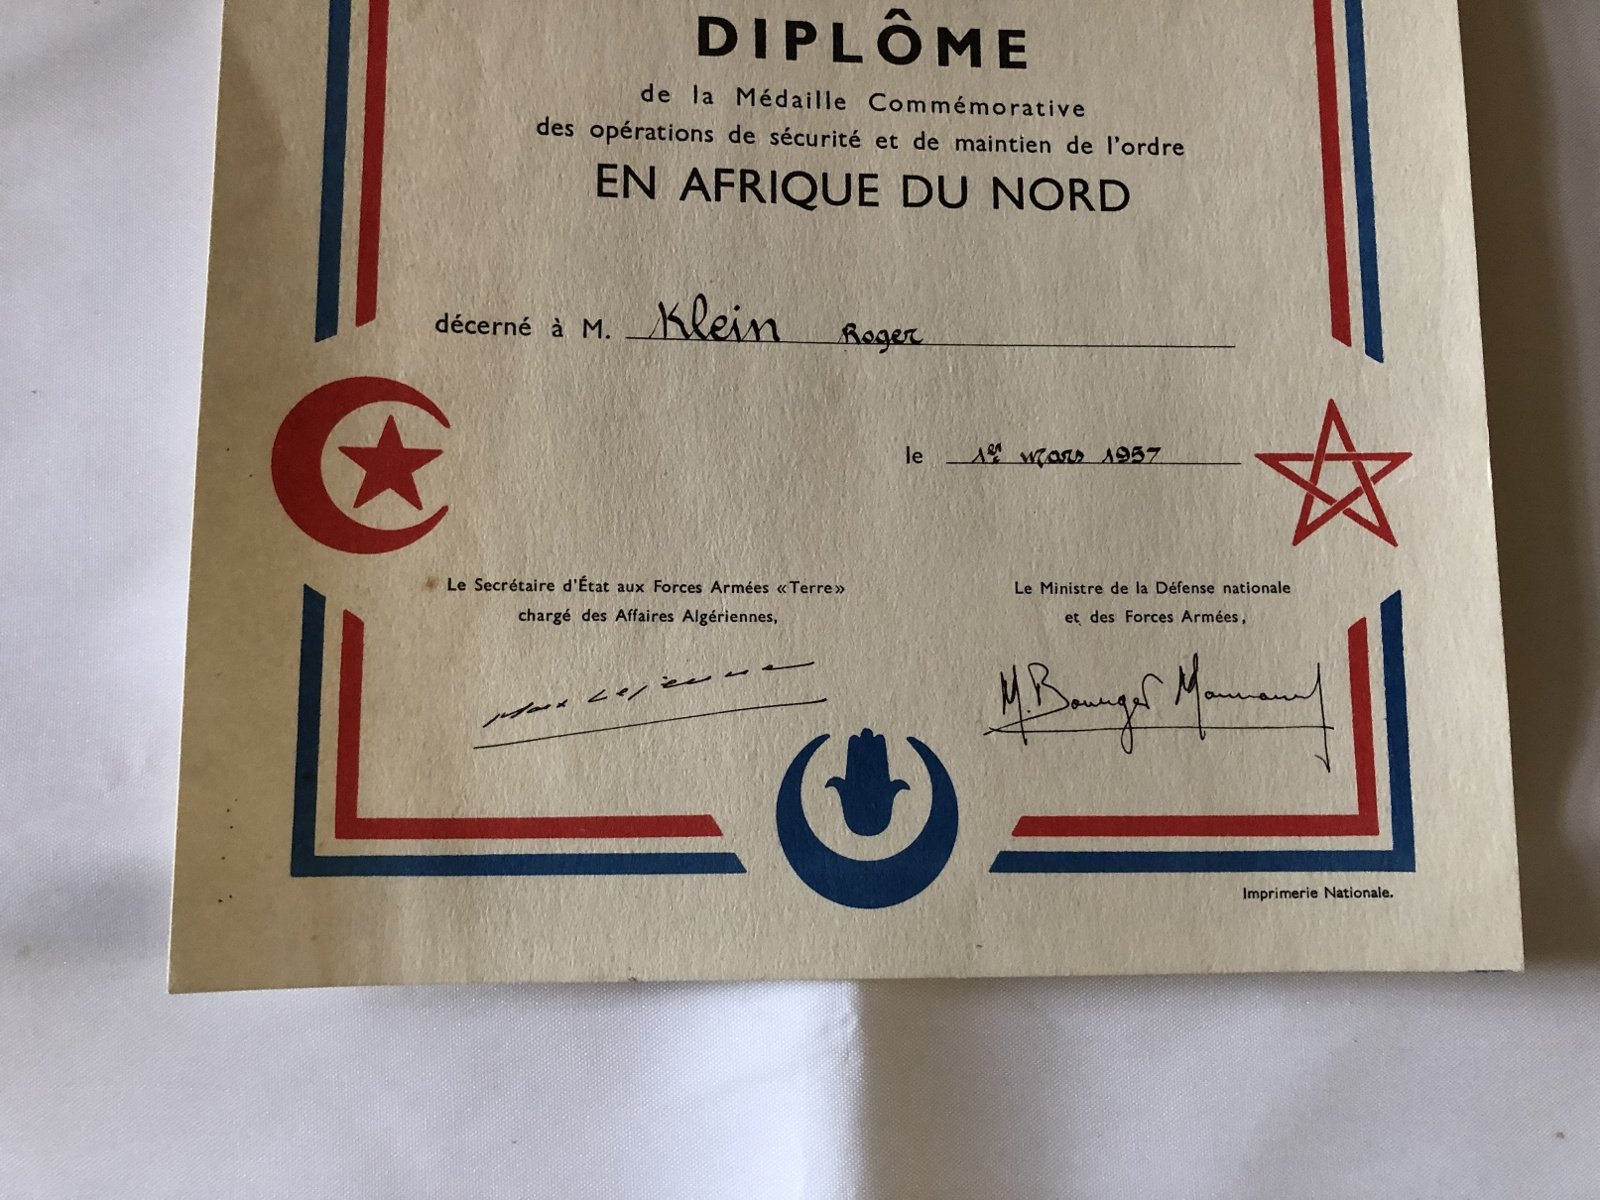 DIPLÔME
de la Médaille Commémorative
des opérations de sécurité et de maintien de l'ordre
EN AFRIQUE DU NORD
décerné à M. Klein Roger
le 1er mars 1957
Le Secrétaire d'État aux Forces Armées «Terre»
chargé des Affaires Algériennes,
Le Ministre de la Défense nationale
et des Forces Armées,
Max Lejeune
M. Bourgès Maunoury
Imprimerie Nationale.